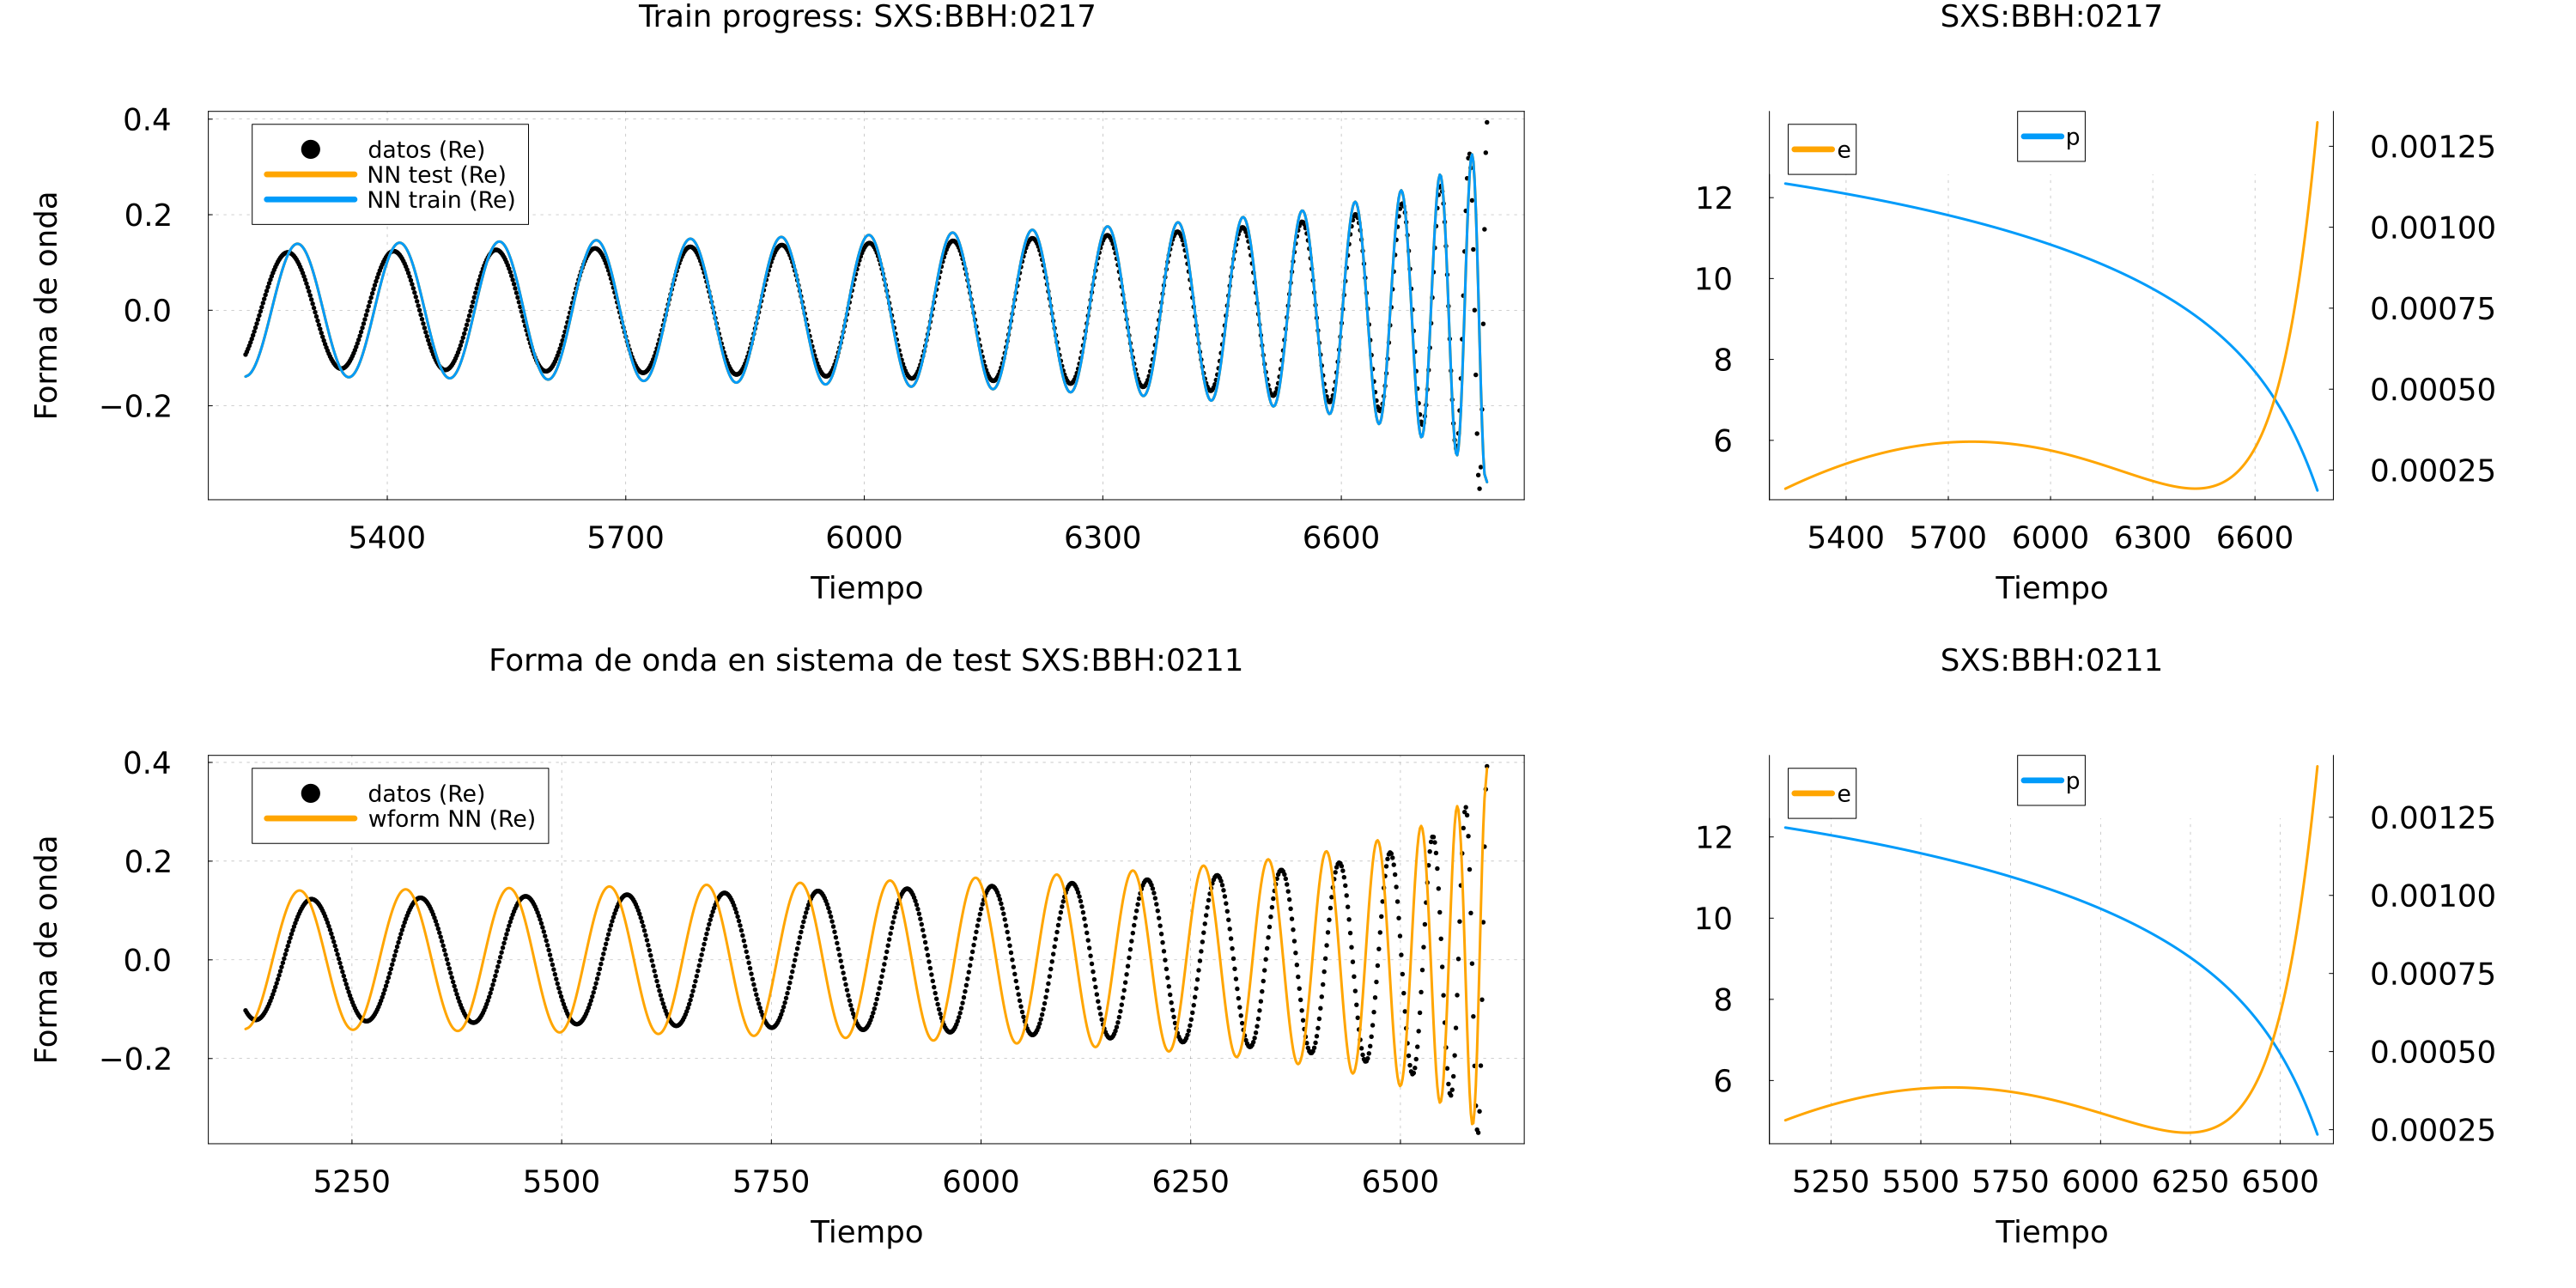 Train progress: SXS:BBH:0217
datos (Re)
NN test (Re)
NN train (Re)
Forma de onda
0.4
0.2
0.0
−0.2
5400 5700 6000 6300 6600
Tiempo
SXS:BBH:0217
e
p
12
10
8
6
0.00125
0.00100
0.00075
0.00050
0.00025
5400 5700 6000 6300 6600
Tiempo
Forma de onda en sistema de test SXS:BBH:0211
datos (Re)
wform NN (Re)
Forma de onda
0.4
0.2
0.0
−0.2
5250 5500 5750 6000 6250 6500
Tiempo
SXS:BBH:0211
e
p
12
10
8
6
0.00125
0.00100
0.00075
0.00050
0.00025
5250 5500 5750 6000 6250 6500
Tiempo